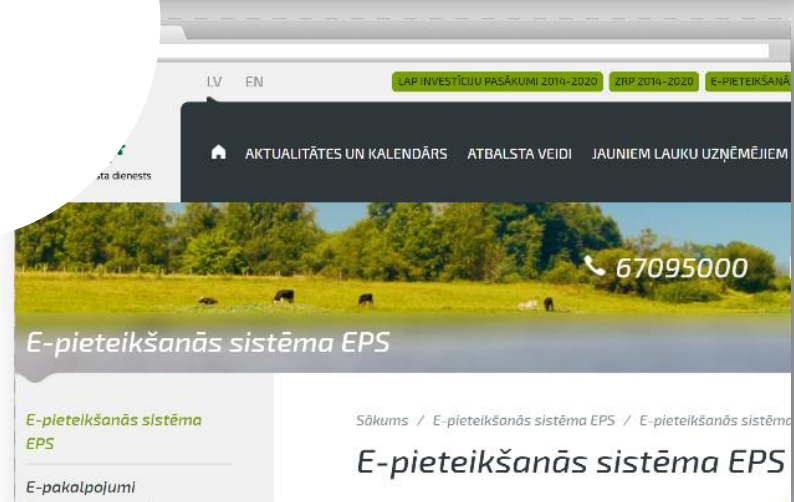 LV EN
LAP INVESTĪCIJU PASĀKUMI 2014-2020 ZRP 2014-2020 E-PIETEIKŠANĀ
AKTUALITĀTES UN KALENDĀRS ATBALSTA VEIDI JAUNIEM LAUKU UZŅĒMĒJIEM
sta dienests
67095000
E-pieteikšanās sistēma EPS
E-pieteikšanās sistēma
EPS
E-pakalpojumi
Sākums / E-pieteikšanās sistēma EPS / E-pieteikšanās sistēma
E-pieteikšanās sistēma EPS